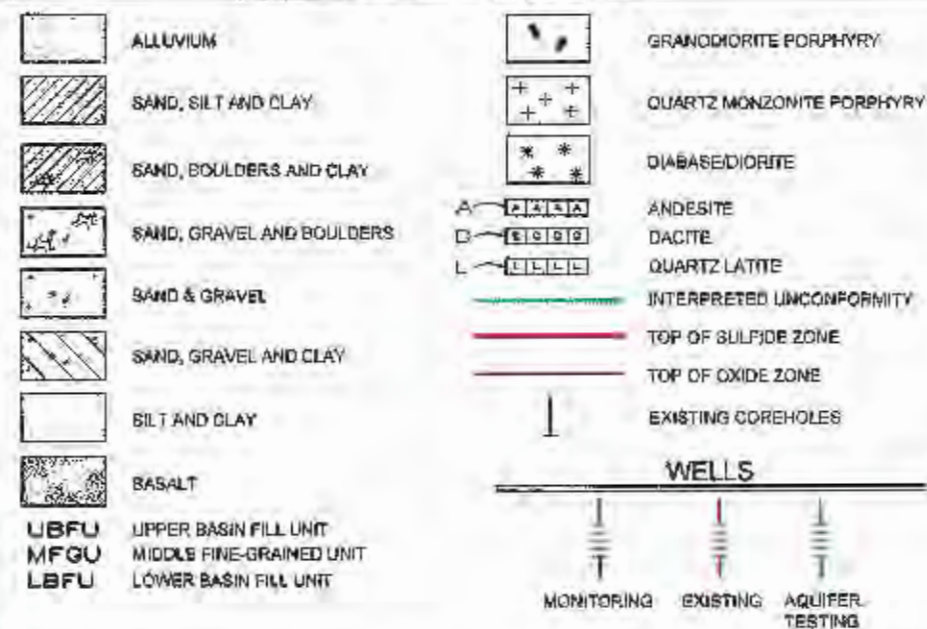 ALLUVIUM
SAND, SILT AND CLAY
SAND, BOULDERS AND CLAY
SAND, GRAVEL AND BOULDERS
SAND & GRAVEL
SAND, GRAVEL AND CLAY
SILT AND CLAY
BASALT
UBFU UPPER BASIN FILL UNIT
MFGU MIDDLE FINE-GRAINED UNIT
LBFU LOWER BASIN FILL UNIT
GRANODIORITE PORPHYRY
QUARTZ MONZONITE PORPHYRY
DIABASE/DIORITE
A A A A A ANDESITE
DACITE
L L L L L QUARTZ LATITE
INTERPRETED UNCONFORMITY
TOP OF SULFIDE ZONE
TOP OF OXIDE ZONE
EXISTING COREHOLES
WELLS
MONITORING EXISTING AQUIFER
TESTING